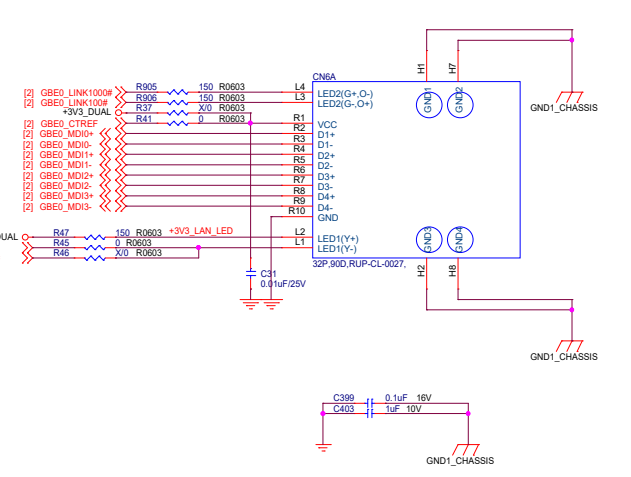 H1
H7
CN6A
GND1
GND2
GND1_CHASSIS
[2] GBE0_LINK1000# R905 150 R0603 L4 LED2(G+,O-)
[2] GBE0_LINK100# R906 150 R0603 L3 LED2(G-,O+)
+3V3_DUAL R37 X/0 R0603
[2] GBE0_CTREF R41 0 R0603 R1 VCC
[2] GBE0_MDI0+ R2 D1+
[2] GBE0_MDI0- R3 D1-
[2] GBE0_MDI1+ R4 D2+
[2] GBE0_MDI1- R5 D2-
[2] GBE0_MDI2+ R6 D3+
[2] GBE0_MDI2- R7 D3-
[2] GBE0_MDI3+ R8 D4+
[2] GBE0_MDI3- R9 D4-
R10 GND
GND3
GND4
DUAL R47 150 R0603 +3V3_LAN_LED L2 LED1(Y+)
R45 0 R0603 L1 LED1(Y-)
R46 X/0 R0603
32P,90D,RUP-CL-0027,
H2
H8
C31
0.01uF/25V
GND1_CHASSIS
C399 0.1uF 16V
C403 1uF 10V
GND1_CHASSIS